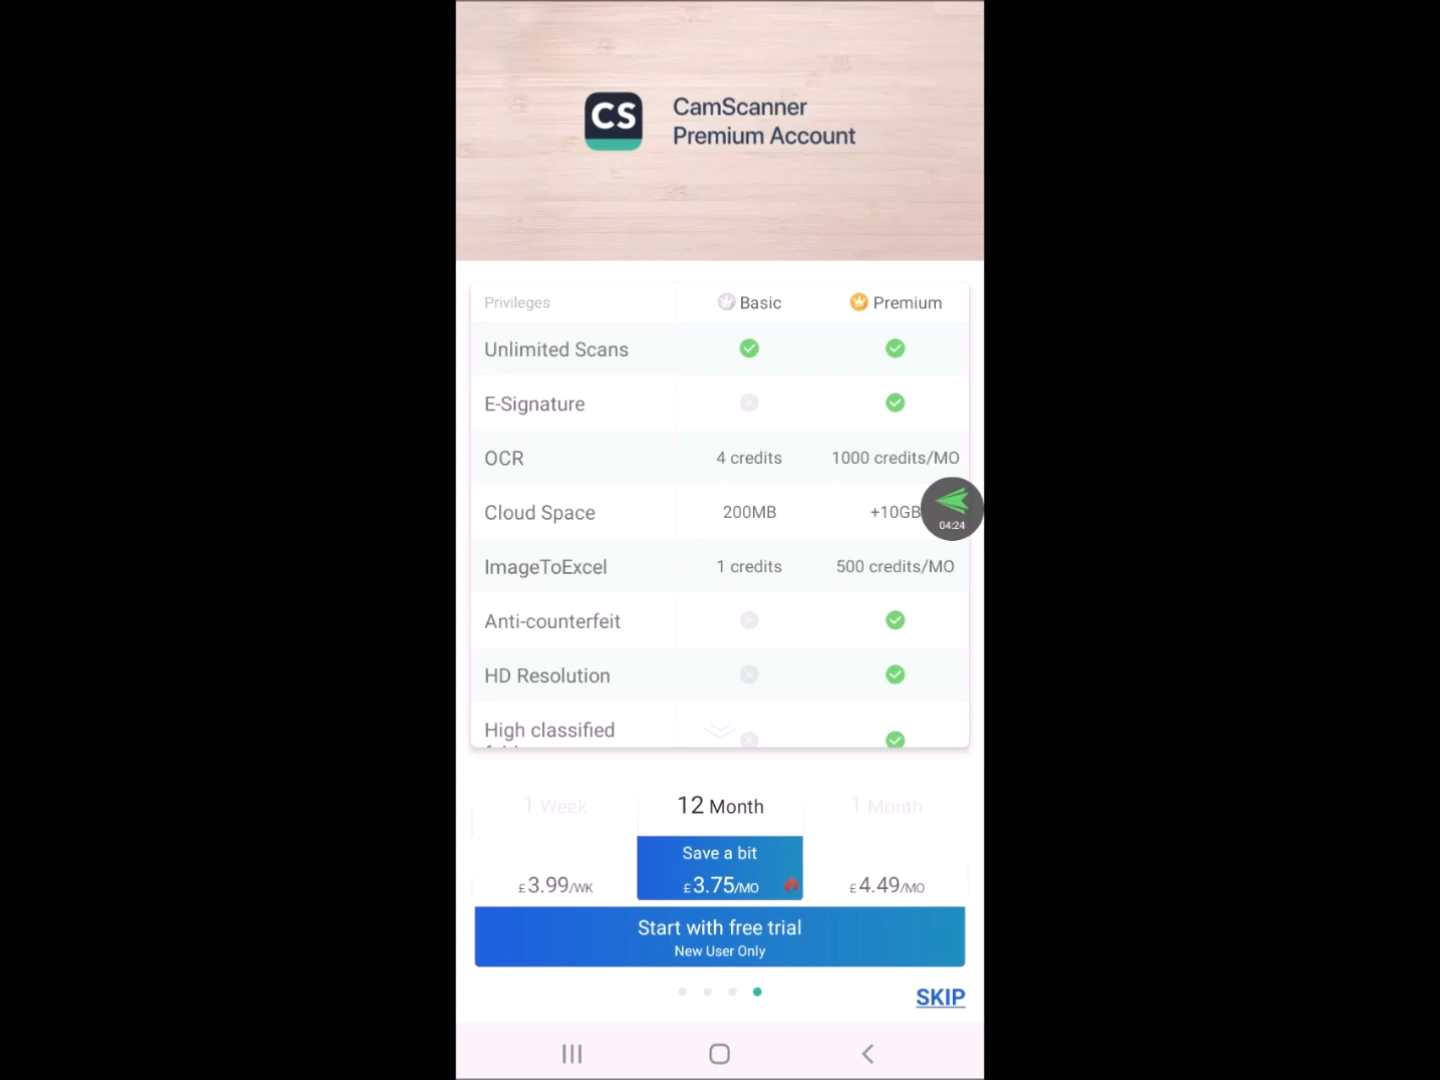 CS
CamScanner
Premium Account
Privileges Basic Premium
Unlimited Scans
E-Signature
OCR 4 credits 1000 credits/MO
Cloud Space 200MB +10GB
04:24
ImageToExcel 1 credits 500 credits/MO
Anti-counterfeit
HD Resolution
High classified
1 Week 12 Month 1 Month
Save a bit
£3.99/WK £3.75/MO £4.49/MO
Start with free trial
New User Only
SKIP